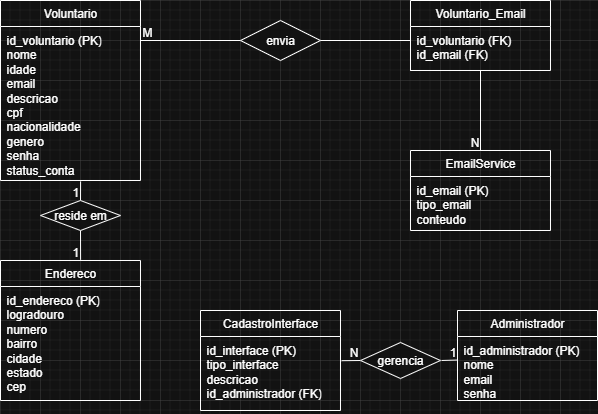 Voluntario
id_voluntario (PK)
nome
idade
email
descricao
cpf
nacionalidade
genero
senha
status_conta
M
envia
Voluntario_Email
id_voluntario (FK)
id_email (FK)
N
EmailService
id_email (PK)
tipo_email
conteudo
1
reside em
1
Endereco
id_endereco (PK)
logradouro
numero
bairro
cidade
estado
cep
CadastroInterface
id_interface (PK)
tipo_interface
descricao
id_administrador (FK)
N
gerencia
1
Administrador
id_administrador (PK)
nome
email
senha